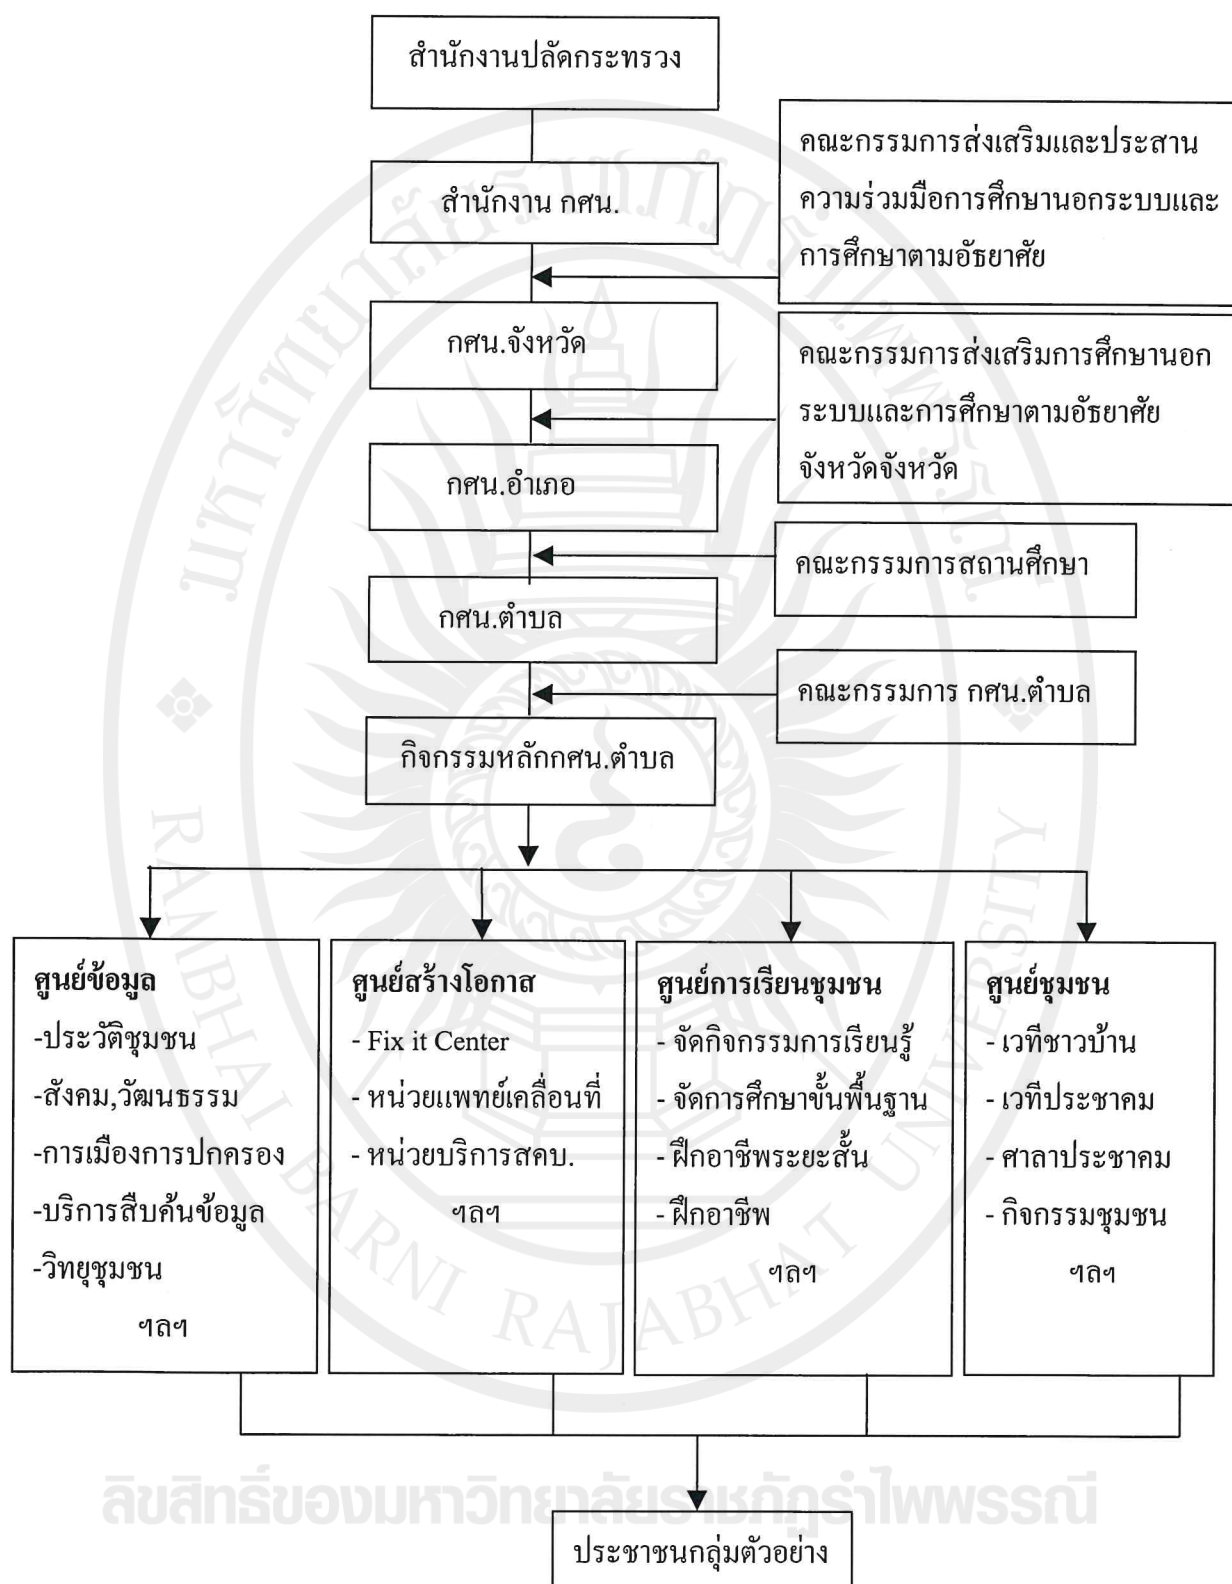 สำนักงานปลัดกระทรวง
สำนักงาน กศน.
คณะกรรมการส่งเสริมและประสาน
ความร่วมมือการศึกษานอกระบบและ
การศึกษาตามอัธยาศัย
กศน.จังหวัด
คณะกรรมการส่งเสริมการศึกษานอก
ระบบและการศึกษาตามอัธยาศัย
จังหวัดจังหวัด
กศน.อำเภอ
คณะกรรมการสถานศึกษา
กศน.ตำบล
คณะกรรมการ กศน.ตำบล
กิจกรรมหลักกศน.ตำบล
ศูนย์ข้อมูล
-ประวัติชุมชน
-สังคม,วัฒนธรรม
-การเมืองการปกครอง
-บริการสืบค้นข้อมูล
-วิทยุชุมชน
ฯลฯ
ศูนย์สร้างโอกาส
- Fix it Center
- หน่วยแพทย์เคลื่อนที่
- หน่วยบริการสคบ.
ฯลฯ
ศูนย์การเรียนชุมชน
- จัดกิจกรรมการเรียนรู้
- จัดการศึกษาขั้นพื้นฐาน
- ฝึกอาชีพระยะสั้น
- ฝึกอาชีพ
ฯลฯ
ศูนย์ชุมชน
- เวทีชาวบ้าน
- เวทีประชาคม
- ศาลาประชาคม
- กิจกรรมชุมชน
ฯลฯ
ประชาชนกลุ่มตัวอย่าง
มหาวิทยาลัยราชภัฏรำไพพรรณี
RAMBHAI BARNI RAJABHAT UNIVERSITY
ลิขสิทธิ์ของมหาวิทยาลัยราชภัฏรำไพพรรณี